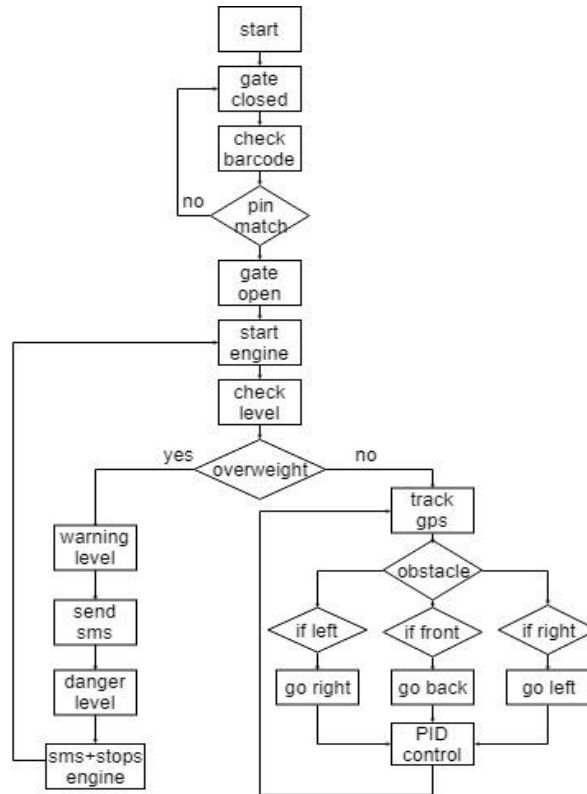 start
gate
closed
check
barcode
no
pin
match
gate
open
start
engine
check
level
yes
overweight
no
track
gps
warning
level
obstacle
send
sms
if left
if front
if right
danger
level
go right
go back
go left
sms+stops
engine
PID
control